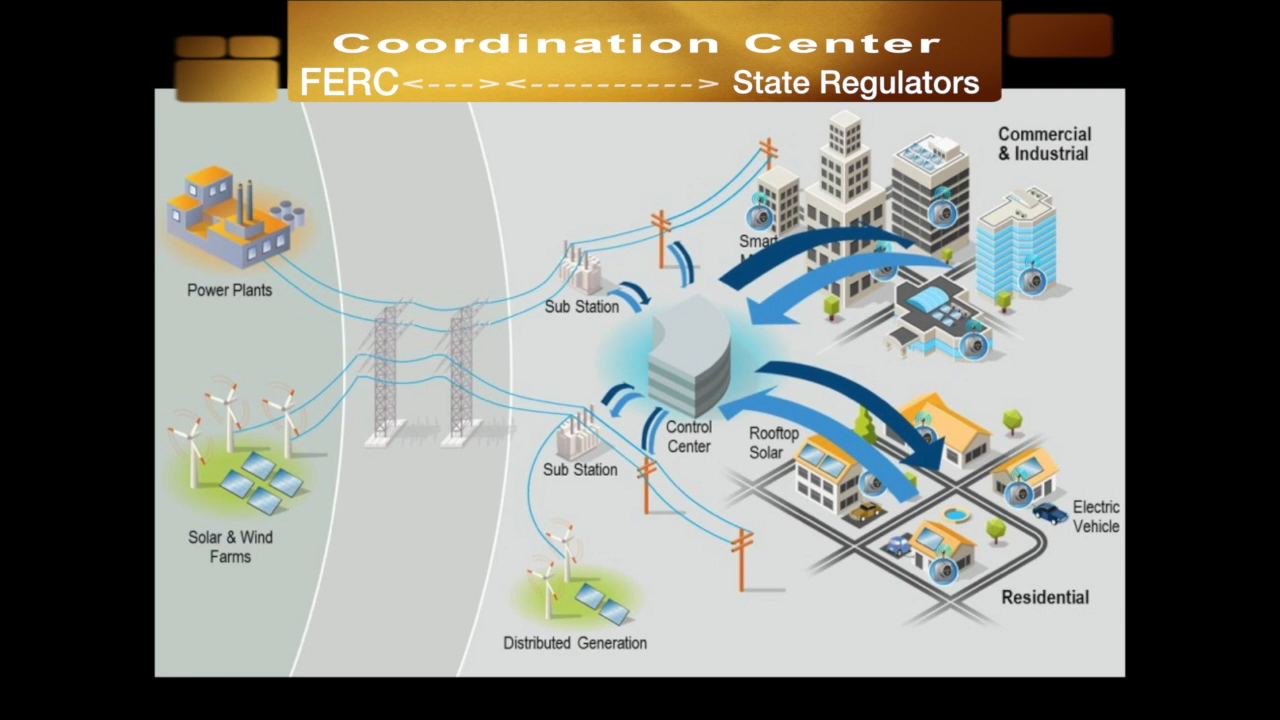 Coordination Center
FERC<---><----------->State Regulators
Commercial
& Industrial
Smart
Power Plants
Sub Station
Control
Center
Rooftop
Solar
Sub Station
Electric
Vehicle
Solar & Wind
Farms
Residential
Distributed Generation